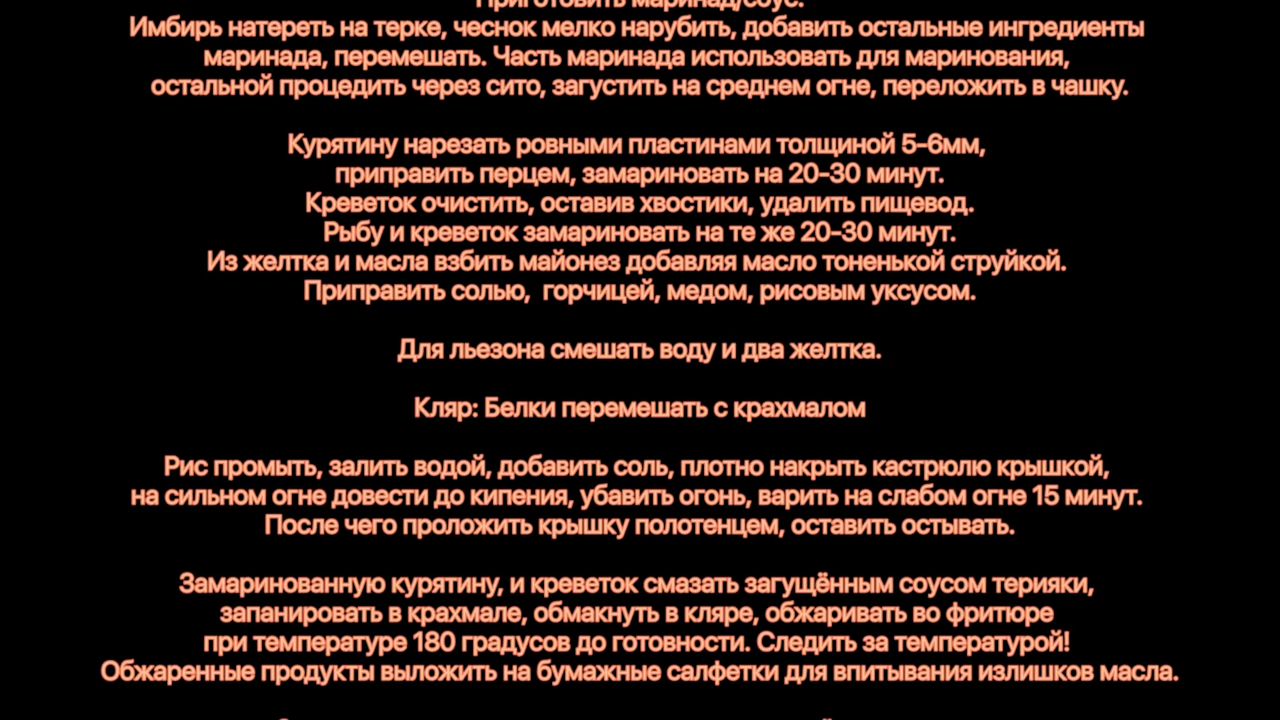 Приготовить маринад/соус:
Имбирь натереть на терке, чеснок мелко нарубить, добавить остальные ингредиенты
маринада, перемешать. Часть маринада использовать для маринования,
остальной процедить через сито, загустить на среднем огне, переложить в чашку.
Курятину нарезать ровными пластинами толщиной 5-6мм,
приправить перцем, замариновать на 20-30 минут.
Креветок очистить, оставив хвостики, удалить пищевод.
Рыбу и креветок замариновать на те же 20-30 минут.
Из желтка и масла взбить майонез добавляя масло тоненькой струйкой.
Приправить солью, горчицей, медом, рисовым уксусом.
Для льезона смешать воду и два желтка.
Кляр: Белки перемешать с крахмалом
Рис промыть, залить водой, добавить соль, плотно накрыть кастрюлю крышкой,
на сильном огне довести до кипения, убавить огонь, варить на слабом огне 15 минут.
После чего проложить крышку полотенцем, оставить остывать.
Замаринованную курятину, и креветок смазать загущённым соусом терияки,
запанировать в крахмале, обмакнуть в кляре, обжаривать во фритюре
при температуре 180 градусов до готовности. Следить за температурой!
Обжаренные продукты выложить на бумажные салфетки для впитывания излишков масла.